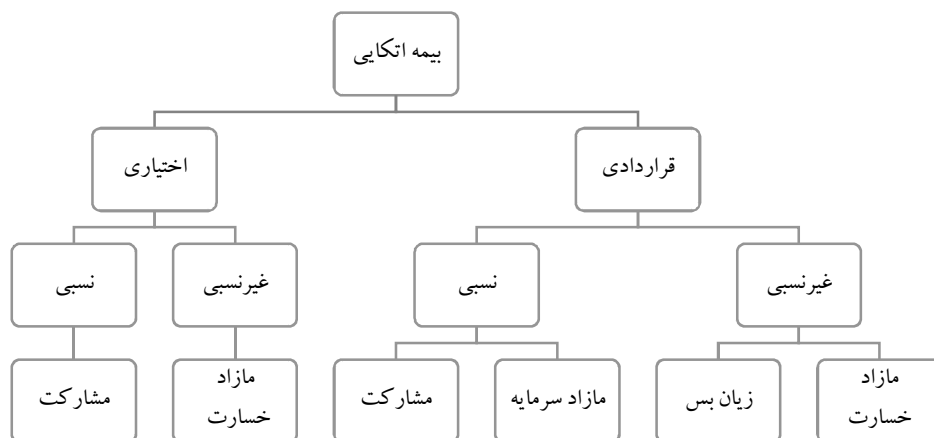 بیمه اتکایی
قراردادی
اختیاری
غیرنسبی
نسبی
غیرنسبی
نسبی
مازاد
خسارت
زیان بس
مازاد سرمایه
مشارکت
مازاد
خسارت
مشارکت